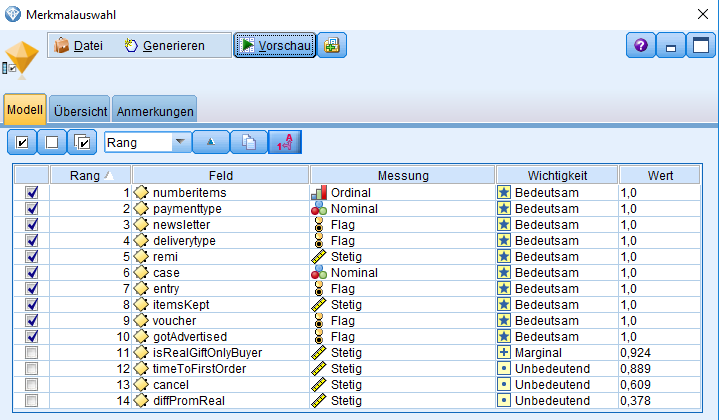 Merkmalauswahl
Datei Generieren Vorschau
Modell Übersicht Anmerkungen
Rang
Rang Feld Messung Wichtigkeit Wert
1 numberitems Ordinal Bedeutsam 1,0
2 paymenttype Nominal Bedeutsam 1,0
3 newsletter Flag Bedeutsam 1,0
4 deliverytype Flag Bedeutsam 1,0
5 remi Stetig Bedeutsam 1,0
6 case Nominal Bedeutsam 1,0
7 entry Flag Bedeutsam 1,0
8 itemsKept Stetig Bedeutsam 1,0
9 voucher Flag Bedeutsam 1,0
10 gotAdvertised Flag Bedeutsam 1,0
11 isRealGiftOnlyBuyer Stetig Marginal 0,924
12 timeToFirstOrder Stetig Unbedeutend 0,889
13 cancel Stetig Unbedeutend 0,609
14 diffPromReal Stetig Unbedeutend 0,378